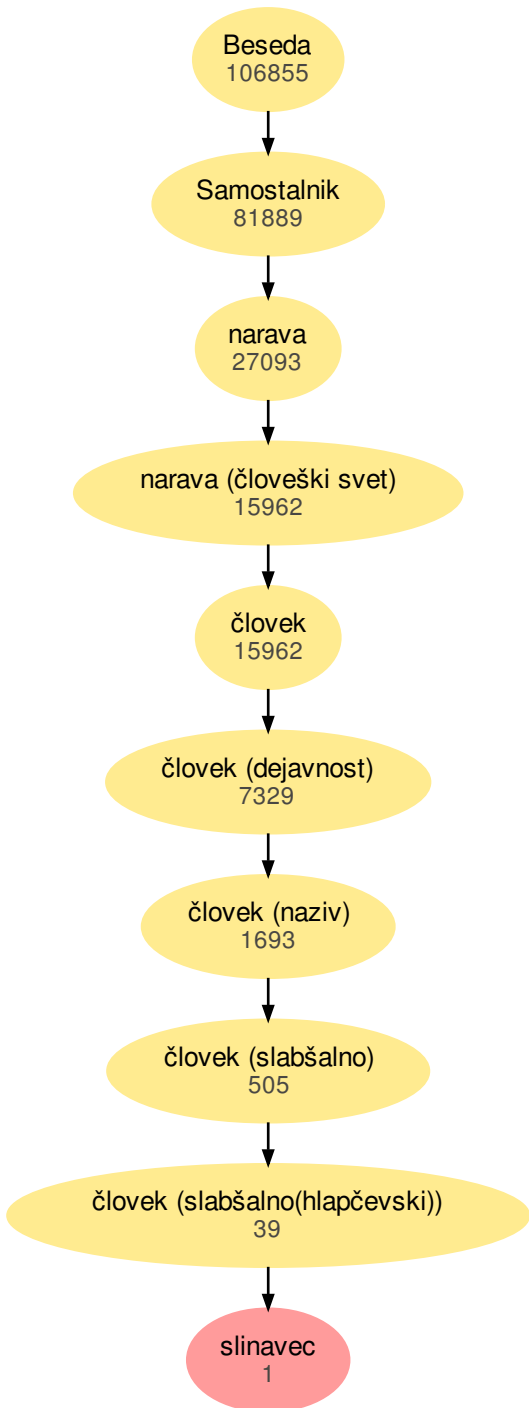 Beseda
106855
Samostalnik
81889
narava
27093
narava (človeški svet)
15962
človek
15962
človek (dejavnost)
7329
človek (naziv)
1693
človek (slabšalno)
505
človek (slabšalno(hlapčevski))
39
slinavec
1